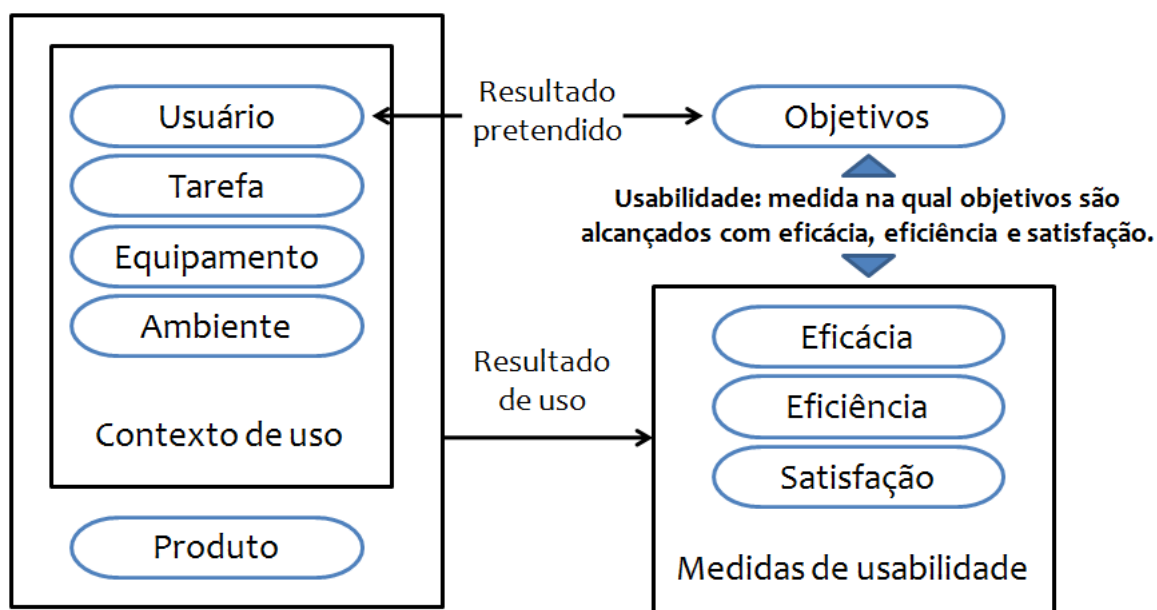 Usuário
Tarefa
Equipamento
Ambiente
Contexto de uso
Produto
Resultado
pretendido
Objetivos
Usabilidade: medida na qual objetivos são
alcançados com eficácia, eficiência e satisfação.
Resultado
de uso
Eficácia
Eficiência
Satisfação
Medidas de usabilidade